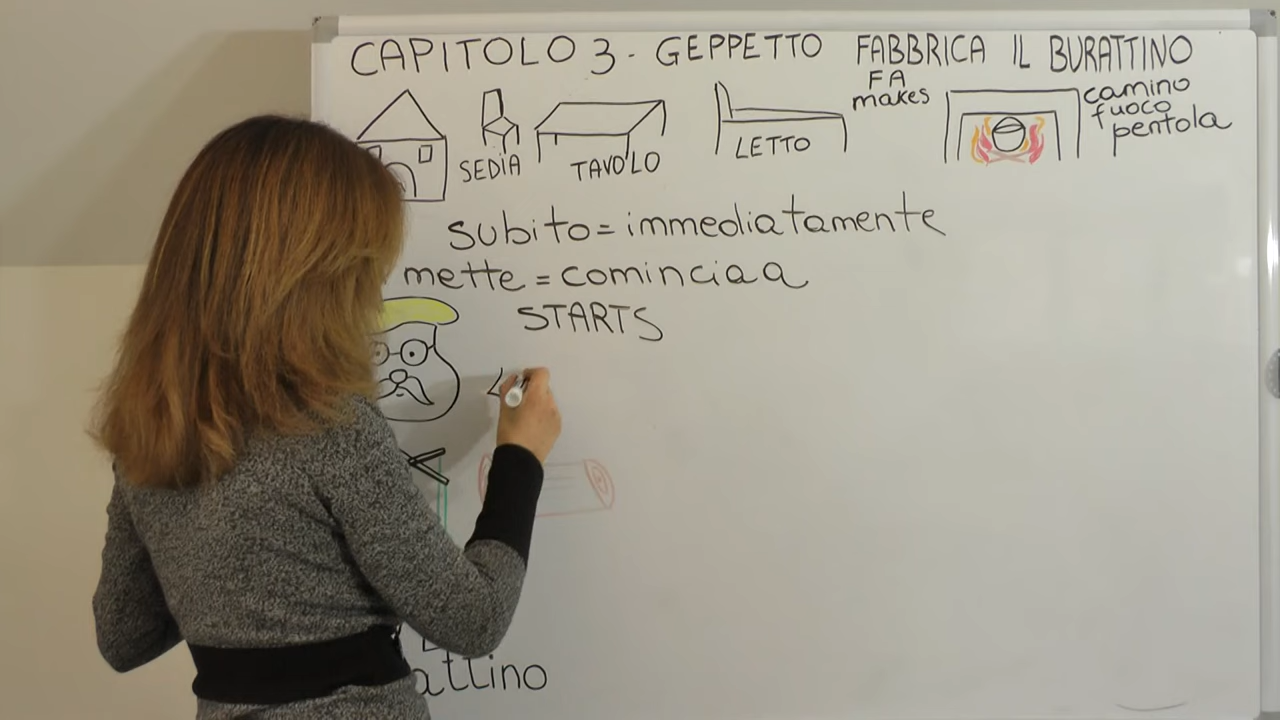 CAPITOLO 3 - GEPPETTO FABBRICA IL BURATTINO
FA
makes
camino
fuoco
pentola
SEDIA
TAVOLO
LETTO
subito = immediatamente
mette = comincia a
STARTS
attino